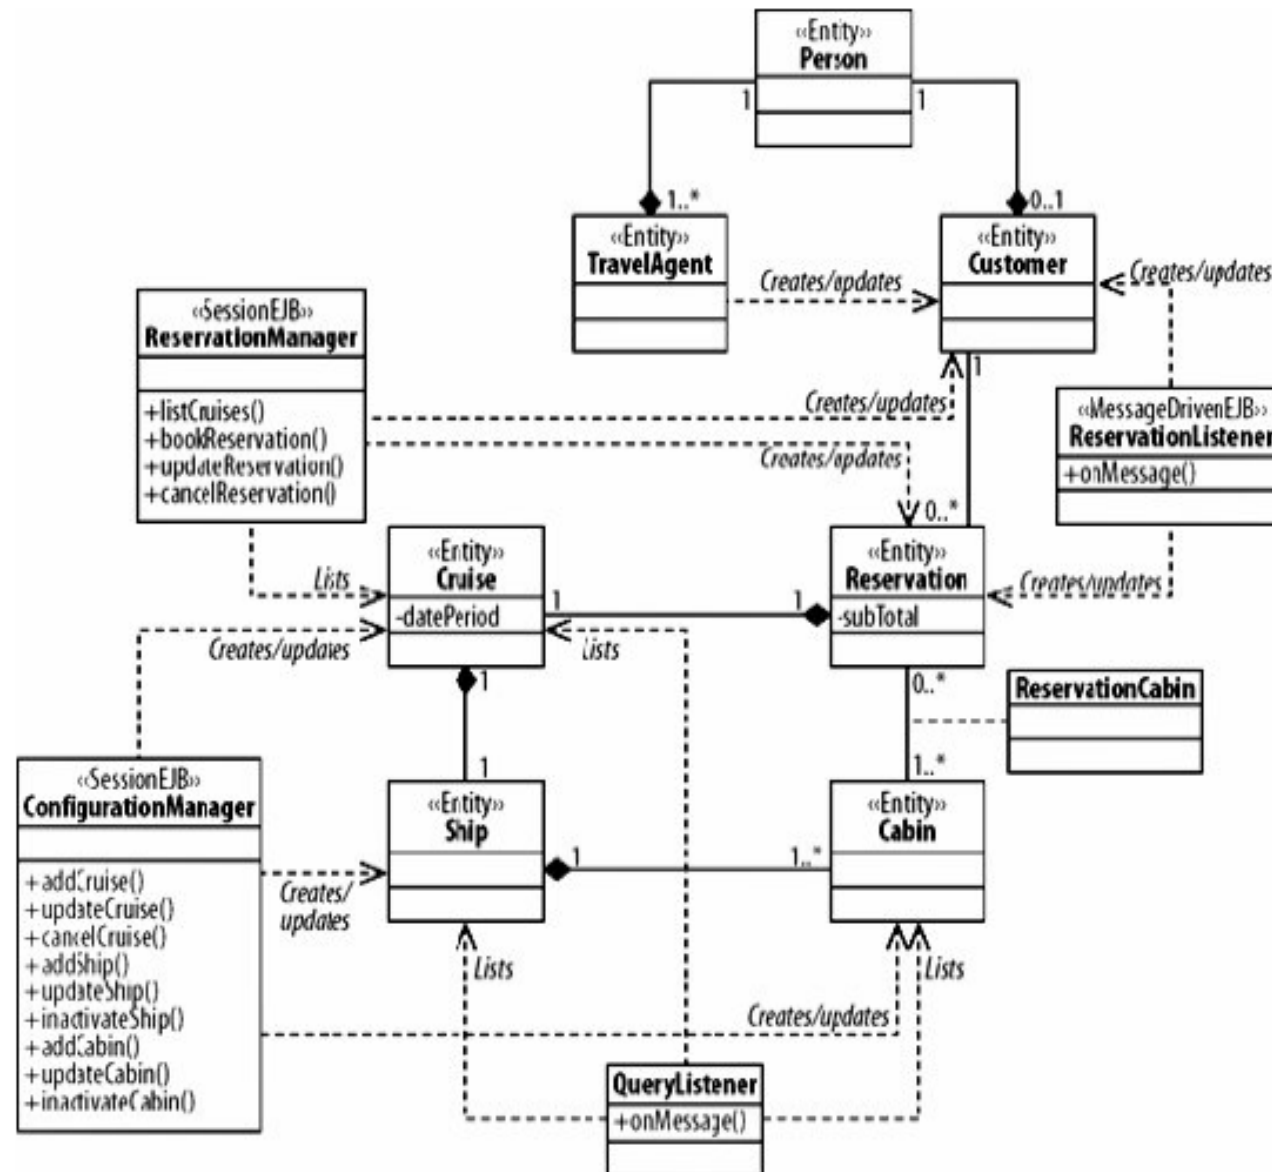 «Entity»
Person
1
1
1..*
0..1
«Entity»
TravelAgent
«Entity»
Customer
Creates/updates
Creates/updates
«SessionEJB»
ReservationManager
+listCruises()
+bookReservation()
+updateReservation()
+cancelReservation()
Creates/updates
1
Creates/updates
«MessageDrivenEJB»
ReservationListener
+onMessage()
0..*
Lists
«Entity»
Cruise
-datePeriod
1
1
«Entity»
Reservation
-subTotal
Creates/updates
Creates/updates
Lists
1
0..*
ReservationCabin
1
1..*
«SessionEJB»
ConfigurationManager
+addCruise()
+updateCruise()
+cancelCruise()
+addShip()
+updateShip()
+inactivateShip()
+addCabin()
+updateCabin()
+inactivateCabin()
«Entity»
Ship
1
1..*
«Entity»
Cabin
Creates/
updates
Lists
Lists
Creates/updates
QueryListener
+onMessage()